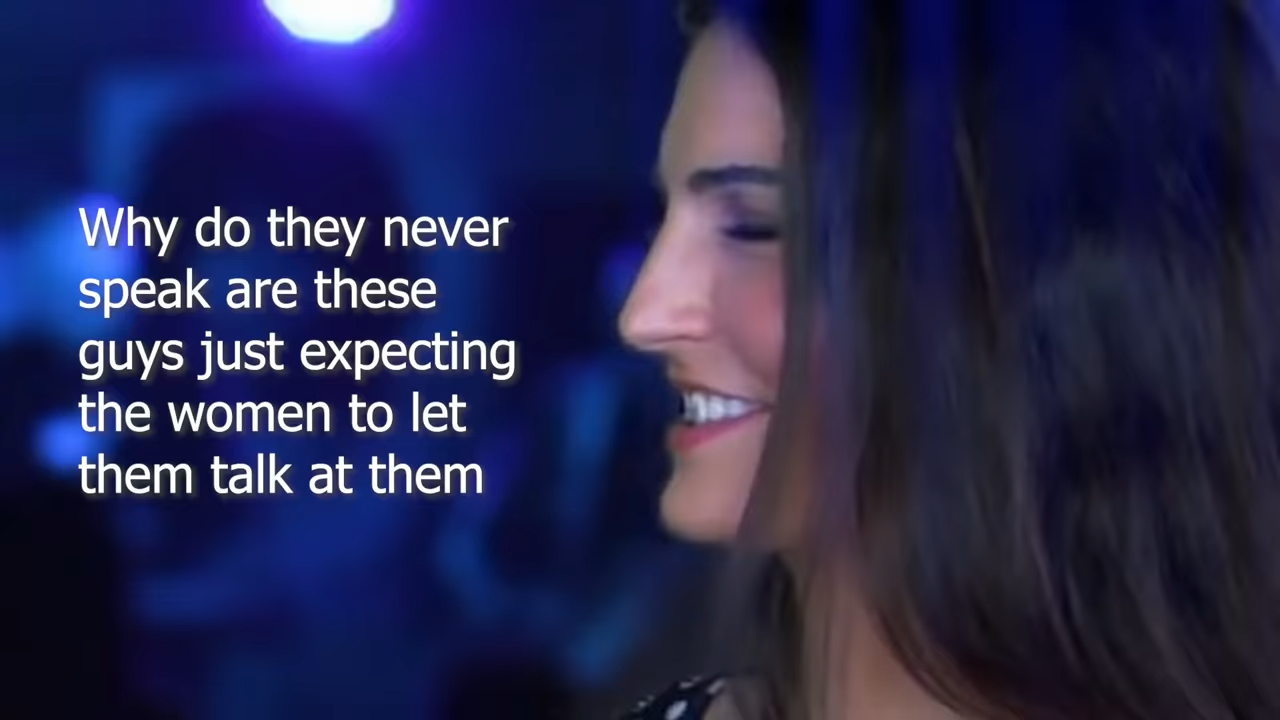 Why do they never
speak are these
guys just expecting
the women to let
them talk at them